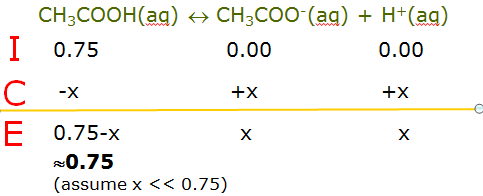 CH₃COOH(aq) ↔ CH₃COO⁻(aq) + H⁺(aq)
I 0.75 0.00 0.00
C -x +x +x
E 0.75-x x x
≈0.75
(assume x << 0.75)